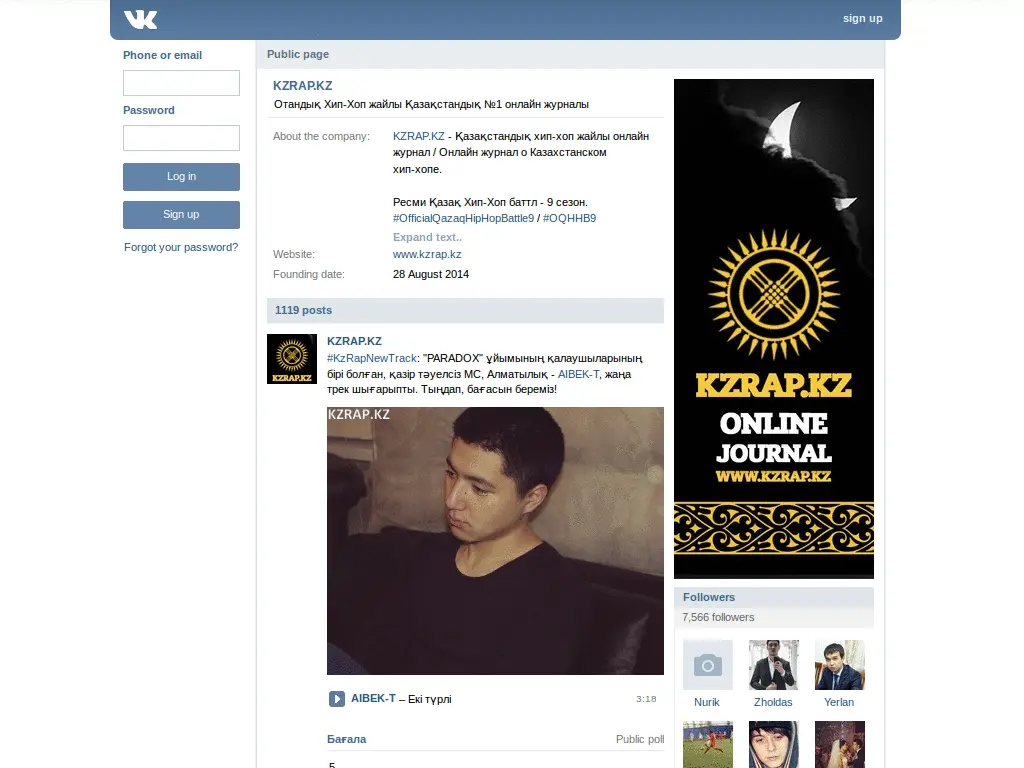 sign up
Phone or email
Password
Log in
Sign up
Forgot your password?
Public page
KZRAP.KZ
Отандық Хип-Хоп жайлы Қазақстандық №1 онлайн журналы
About the company:
KZRAP.KZ - Қазақстандық хип-хоп жайлы онлайн
журнал / Онлайн журнал о Казахстанском
хип-хопе.
Ресми Қазақ Хип-Хоп баттл - 9 сезон.
#OfficialQazaqHipHopBattle9 / #OQHHB9
Expand text..
Website:
www.kzrap.kz
Founding date:
28 August 2014
1119 posts
KZRAP.KZ
KZRAP.KZ
#KzRapNewTrack: "PARADOX" ұйымының қалаушыларының
бірі болған, қазір тәуелсіз МС, Алматылық - AIBEK-T, жаңа
трек шығарыпты. Тыңдап, бағасын береміз!
KZRAP.KZ
AIBEK-T – Екі түрлі
3:18
Бағала
Public poll
5
KZRAP.KZ
ONLINE
JOURNAL
WWW.KZRAP.KZ
Followers
7,566 followers
Nurik
Zholdas
Yerlan